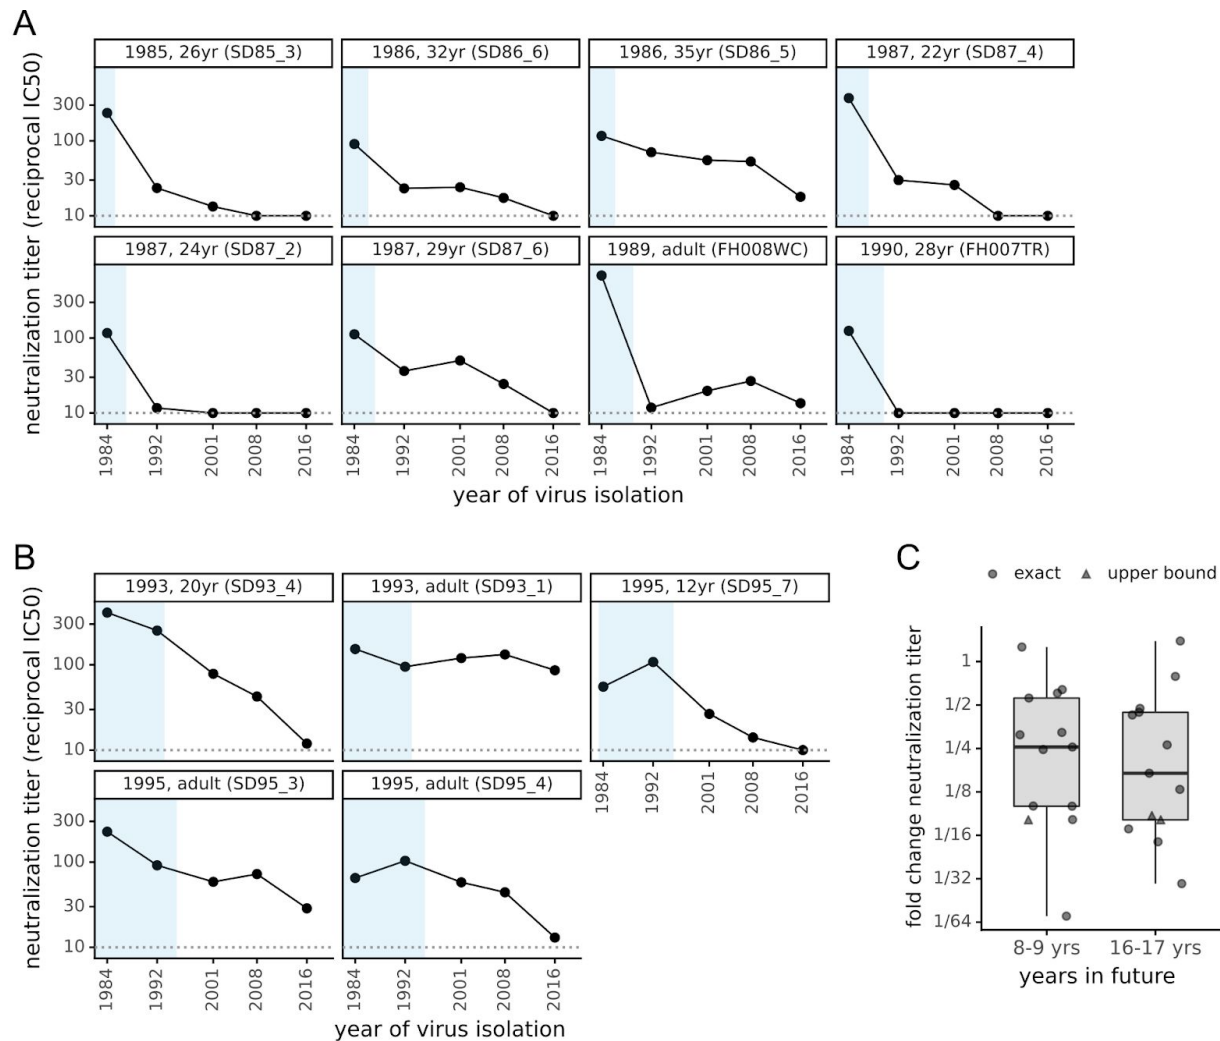 A
1985, 26yr (SD85_3)
1986, 32yr (SD86_6)
1986, 35yr (SD86_5)
1987, 22yr (SD87_4)
300
100
30
10
1987, 24yr (SD87_2)
1987, 29yr (SD87_6)
1989, adult (FH008WC)
1990, 28yr (FH007TR)
300
100
30
10
neutralization titer (reciprocal IC50)
1984 1992 2001 2008 2016
1984 1992 2001 2008 2016
1984 1992 2001 2008 2016
1984 1992 2001 2008 2016
year of virus isolation
B
1993, 20yr (SD93_4)
1993, adult (SD93_1)
1995, 12yr (SD95_7)
300
100
30
10
1984 1992 2001 2008 2016
1995, adult (SD95_3)
1995, adult (SD95_4)
300
100
30
10
neutralization titer (reciprocal IC50)
1984 1992 2001 2008 2016
1984 1992 2001 2008 2016
year of virus isolation
C
exact upper bound
fold change neutralization titer
1
1/2
1/4
1/8
1/16
1/32
1/64
8-9 yrs 16-17 yrs
years in future